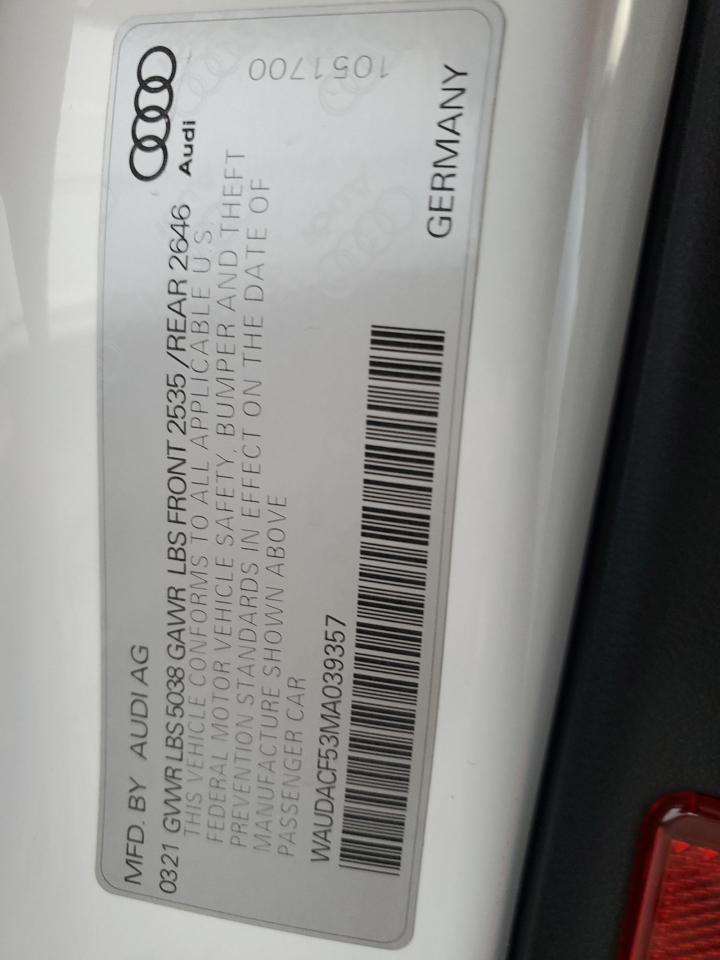 MFD. BY AUDI AG
Audi
0321 GVWR LBS 5038 GAWR LBS FRONT 2535 /REAR 2646
THIS VEHICLE CONFORMS TO ALL APPLICABLE U.S.
FEDERAL MOTOR VEHICLE SAFETY, BUMPER AND THEFT
PREVENTION STANDARDS IN EFFECT ON THE DATE OF
MANUFACTURE SHOWN ABOVE
PASSENGER CAR
1051700
WAUDACF53MA039357
GERMANY